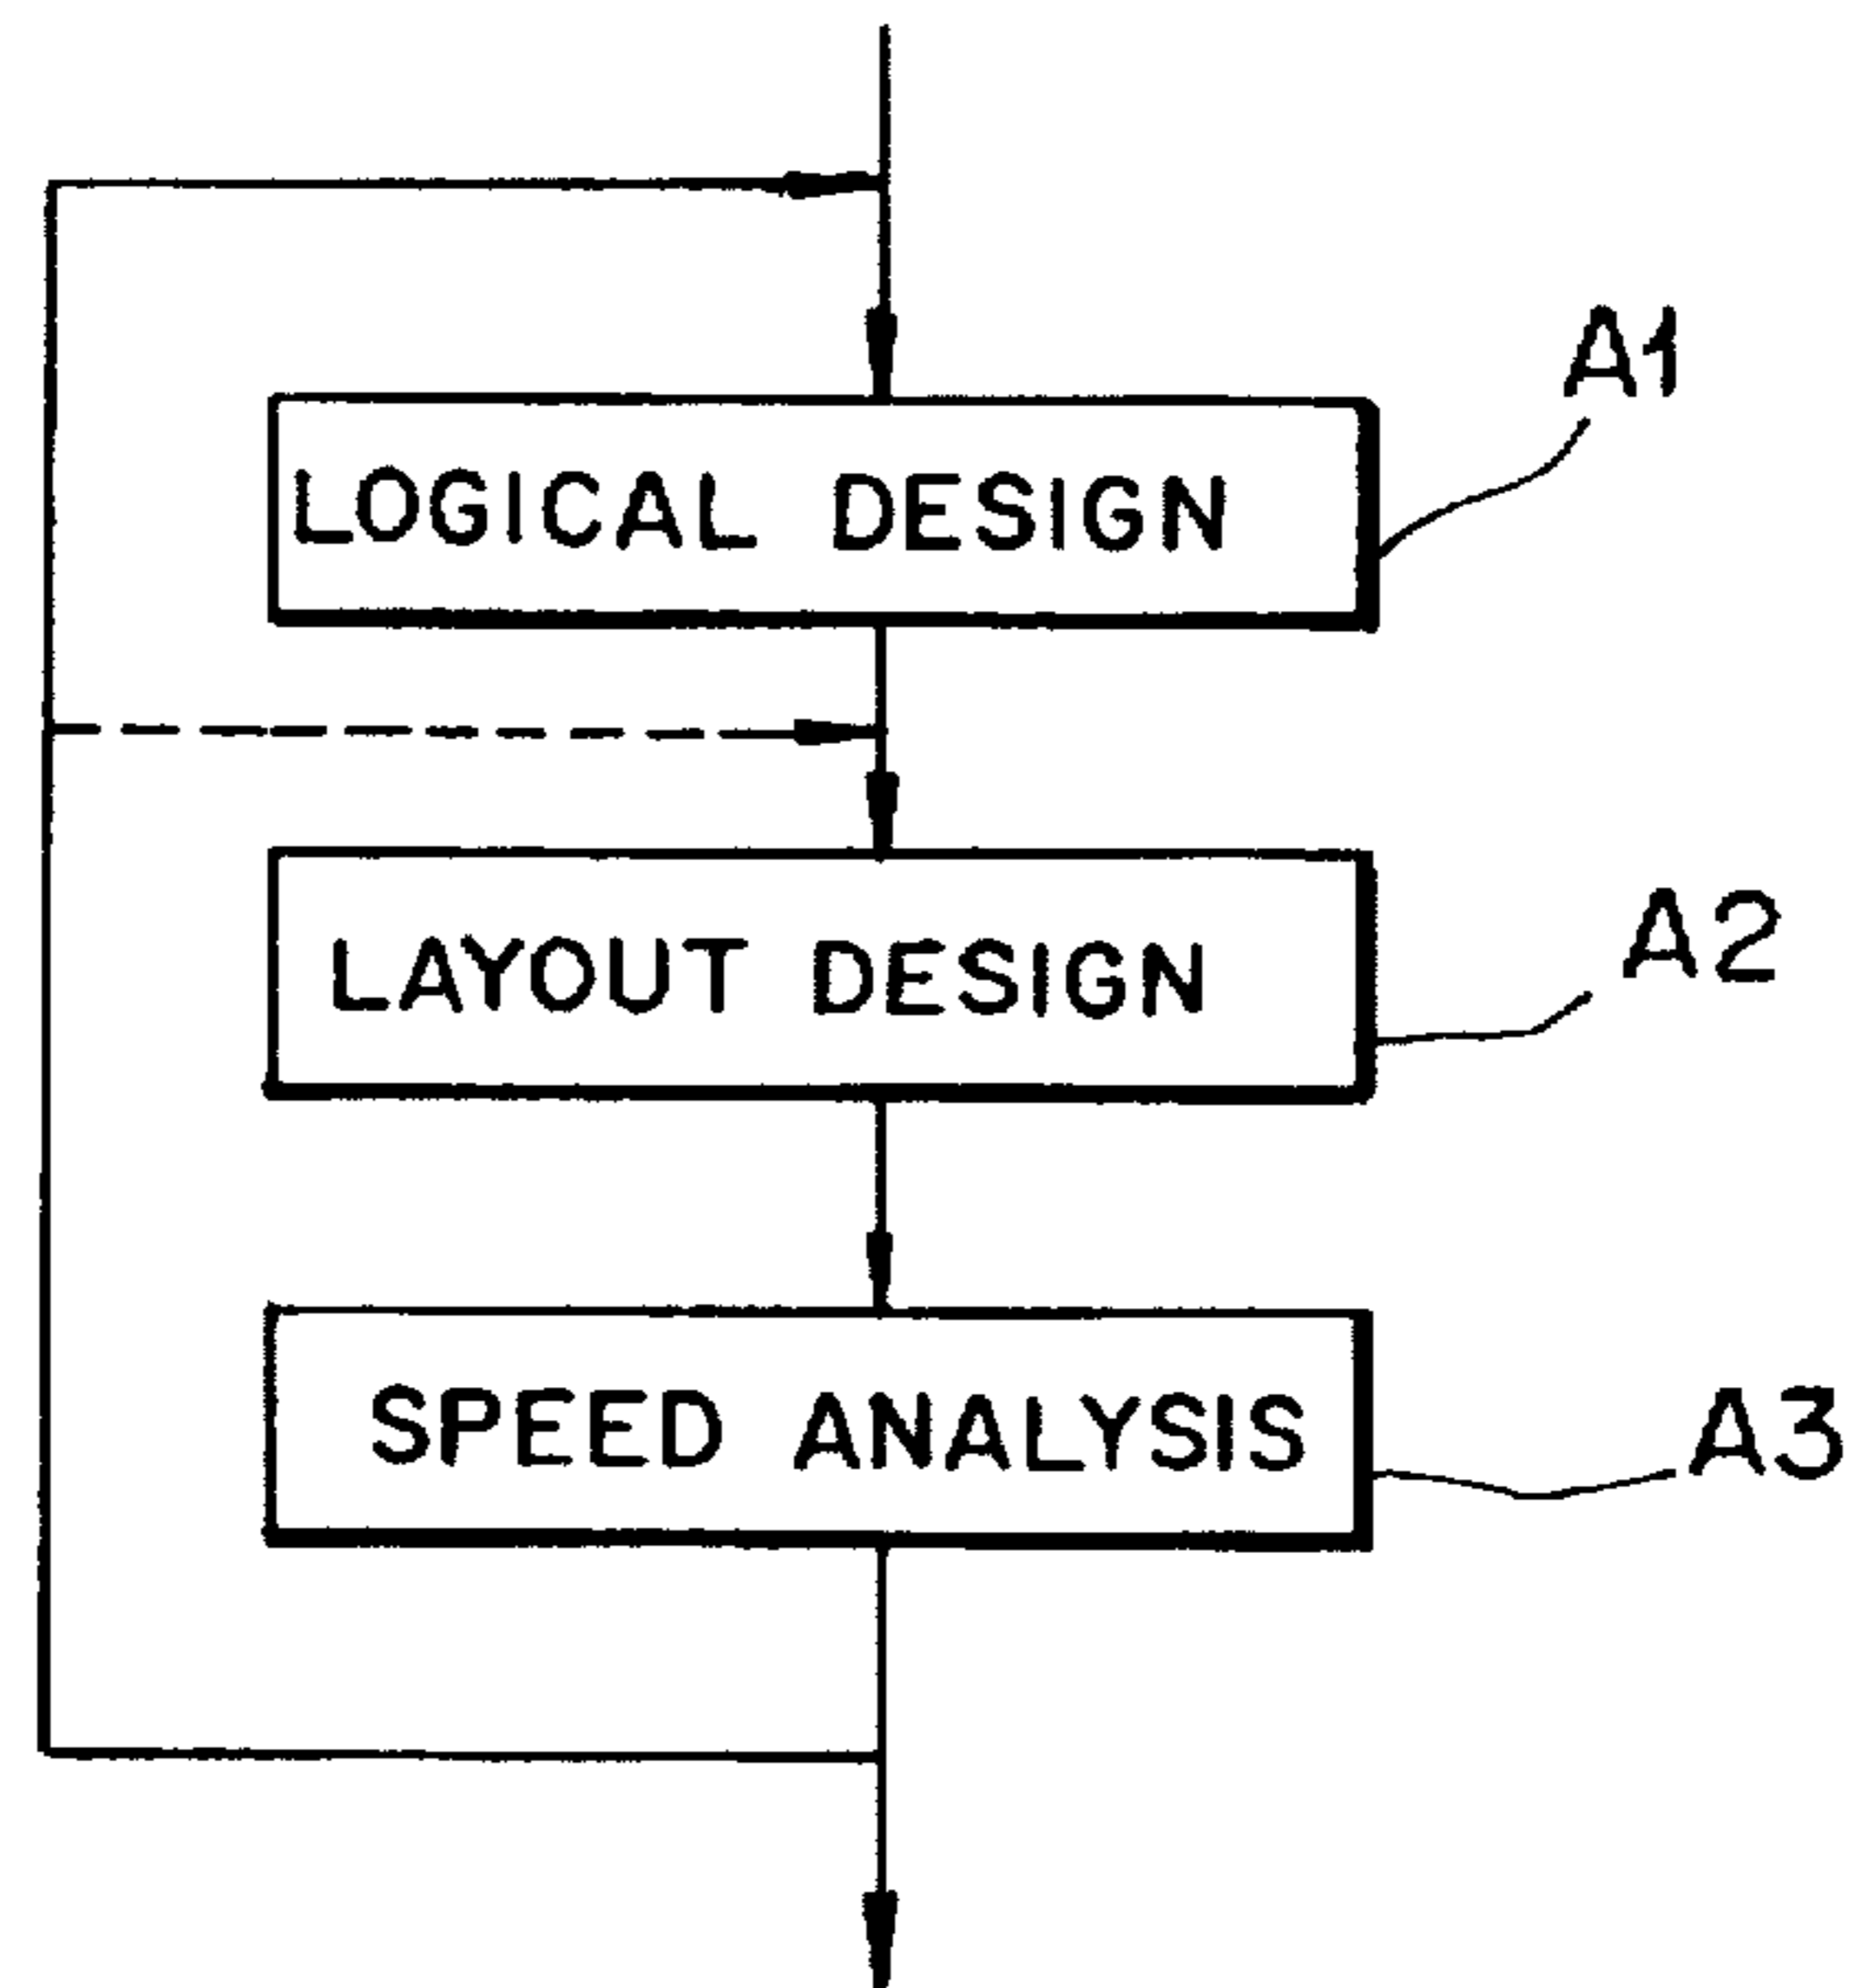 A1
LOGICAL DESIGN
A2
LAYOUT DESIGN
SPEED ANALYSIS
A3